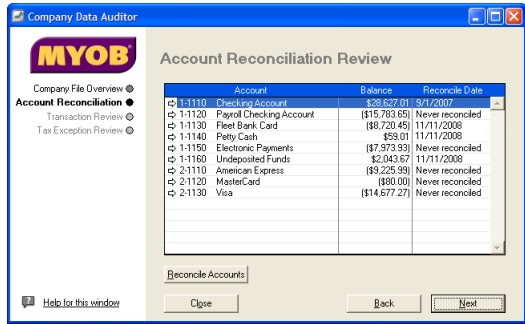 Company Data Auditor
MYOB
Account Reconciliation Review
Company File Overview
Account Reconciliation
Transaction Review
Tax Exception Review
Account Balance Reconcile Date
1-1110 Checking Account $28,627.01 9/1/2007
1-1120 Payroll Checking Account ($15,783.65) Never reconciled
1-1130 Fleet Bank Card ($8,720.45) 11/11/2008
1-1140 Petty Cash $59.01 11/11/2008
1-1150 Electronic Payments ($7,973.93) Never reconciled
1-1160 Undeposited Funds $2,043.67 11/11/2008
2-1110 American Express ($9,225.99) Never reconciled
2-1120 MasterCard ($80.00) Never reconciled
2-1130 Visa ($14,677.27) Never reconciled
Reconcile Accounts
? Help for this window
Close Back Next